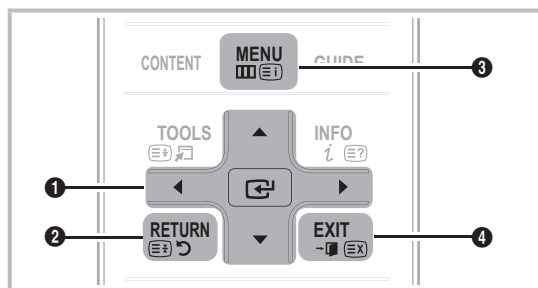 CONTENT
MENU
GUIDE
❸
TOOLS
INFO
❶
RETURN
EXIT
❷
❹